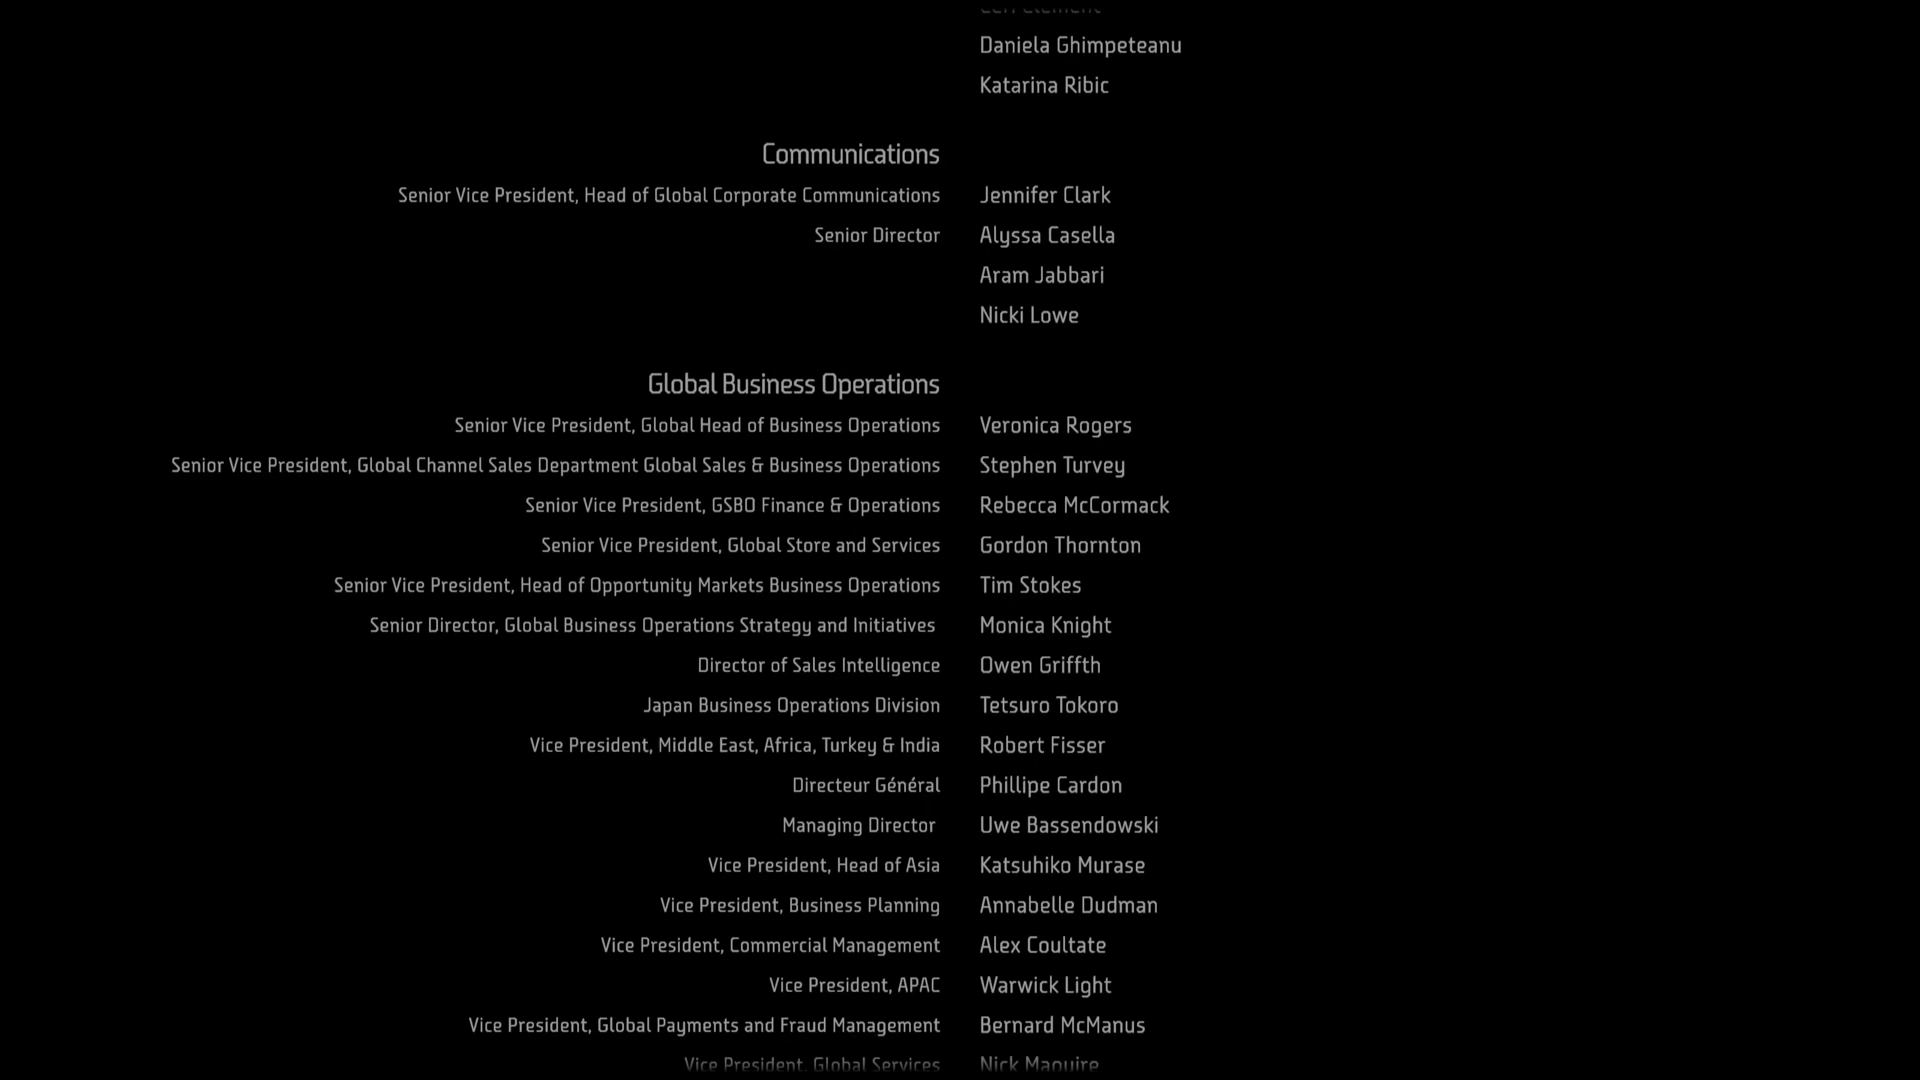 Daniela Ghimpeteanu
Katarina Ribic
Communications
Senior Vice President, Head of Global Corporate Communications Jennifer Clark
Senior Director Alyssa Casella
Aram Jabbari
Nicki Lowe
Global Business Operations
Senior Vice President, Global Head of Business Operations Veronica Rogers
Senior Vice President, Global Channel Sales Department Global Sales & Business Operations Stephen Turvey
Senior Vice President, GSBO Finance & Operations Rebecca McCormack
Senior Vice President, Global Store and Services Gordon Thornton
Senior Vice President, Head of Opportunity Markets Business Operations Tim Stokes
Senior Director, Global Business Operations Strategy and Initiatives Monica Knight
Director of Sales Intelligence Owen Griffth
Japan Business Operations Division Tetsuro Tokoro
Vice President, Middle East, Africa, Turkey & India Robert Fisser
Directeur Général Phillipe Cardon
Managing Director Uwe Bassendowski
Vice President, Head of Asia Katsuhiko Murase
Vice President, Business Planning Annabelle Dudman
Vice President, Commercial Management Alex Coultate
Vice President, APAC Warwick Light
Vice President, Global Payments and Fraud Management Bernard McManus
Vice President, Global Services Nick Maguire